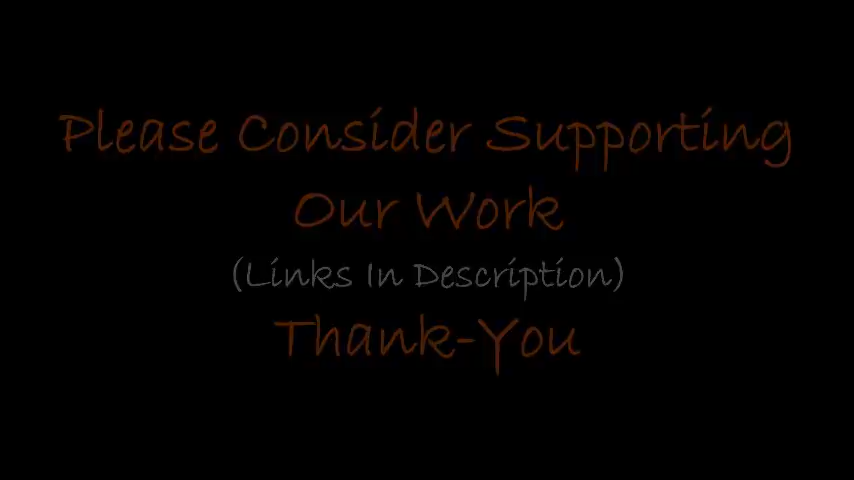 Please Consider Supporting
Our Work
(Links In Description)
Thank-You